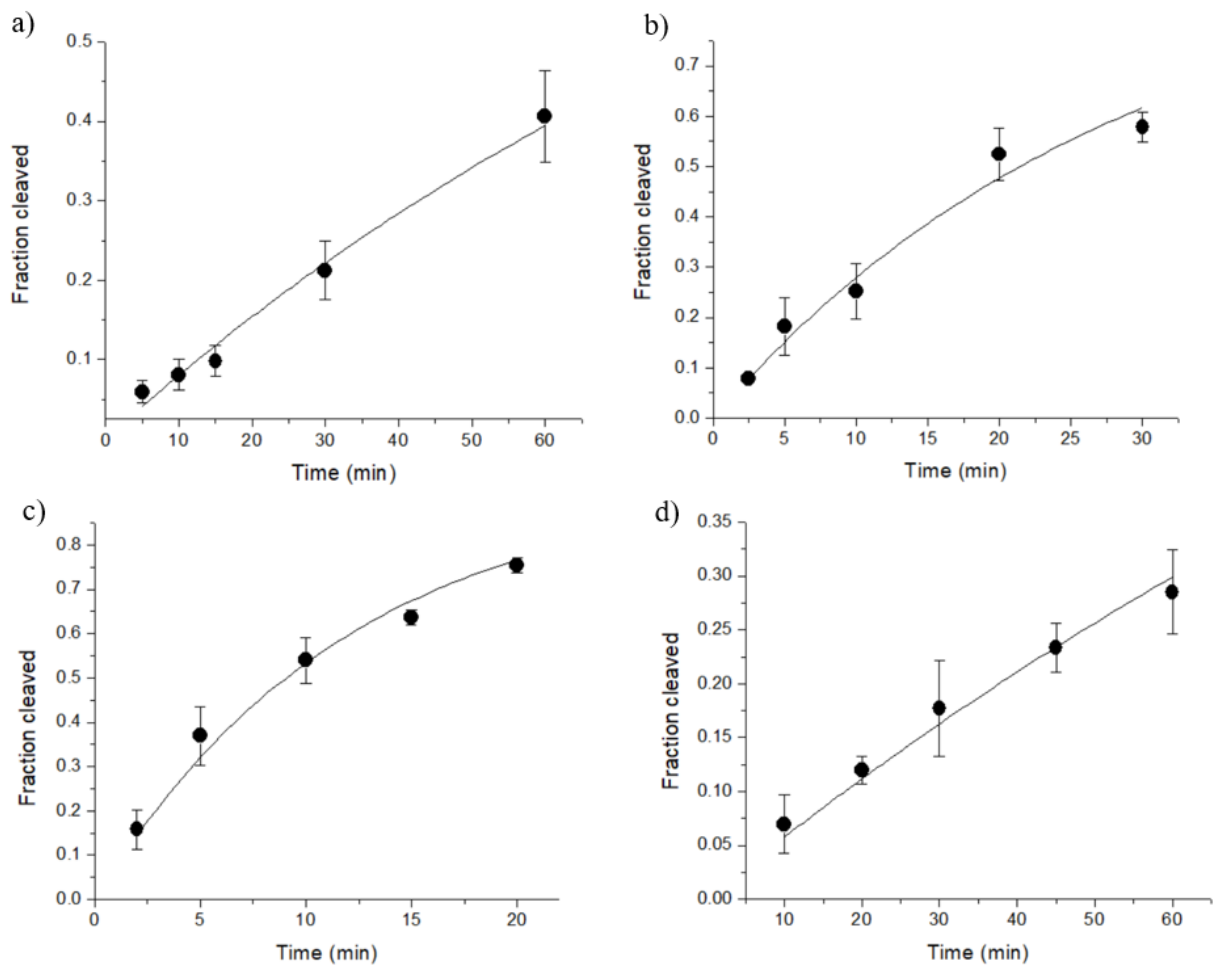 a)
0.5
0.4
0.3
0.2
0.1
Fraction cleaved
0 10 20 30 40 50 60
Time (min)
b)
0.7
0.6
0.5
0.4
0.3
0.2
0.1
0.0
Fraction cleaved
0 5 10 15 20 25 30
Time (min)
c)
0.8
0.7
0.6
0.5
0.4
0.3
0.2
0.1
0.0
Fraction cleaved
0 5 10 15 20
Time (min)
d)
0.35
0.30
0.25
0.20
0.15
0.10
0.05
0.00
Fraction cleaved
10 20 30 40 50 60
Time (min)